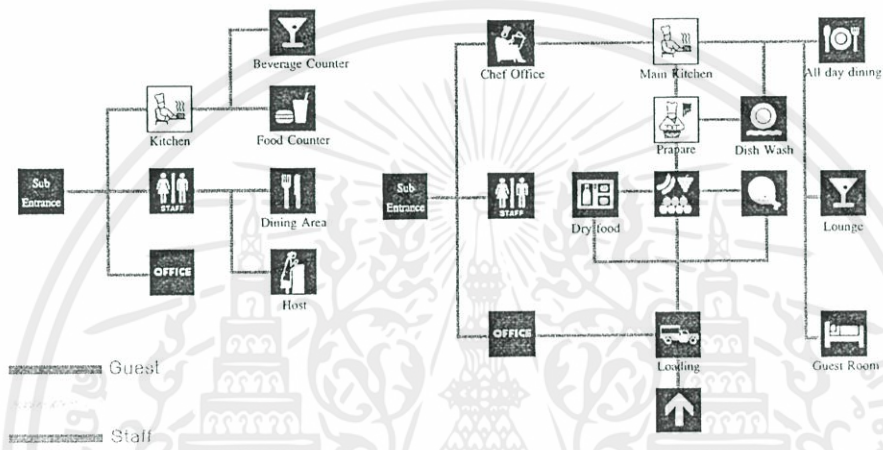 Beverage Counter
Kitchen
Food Counter
Sub
Entrance
STAFF
Dining Area
OFFICE
Host
Guest
Staff
Chef Office
Main Kitchen
All day dining
Prapare
Dish Wash
Sub
Entrance
STAFF
Dry food
Lounge
OFFICE
Loading
Guest Room